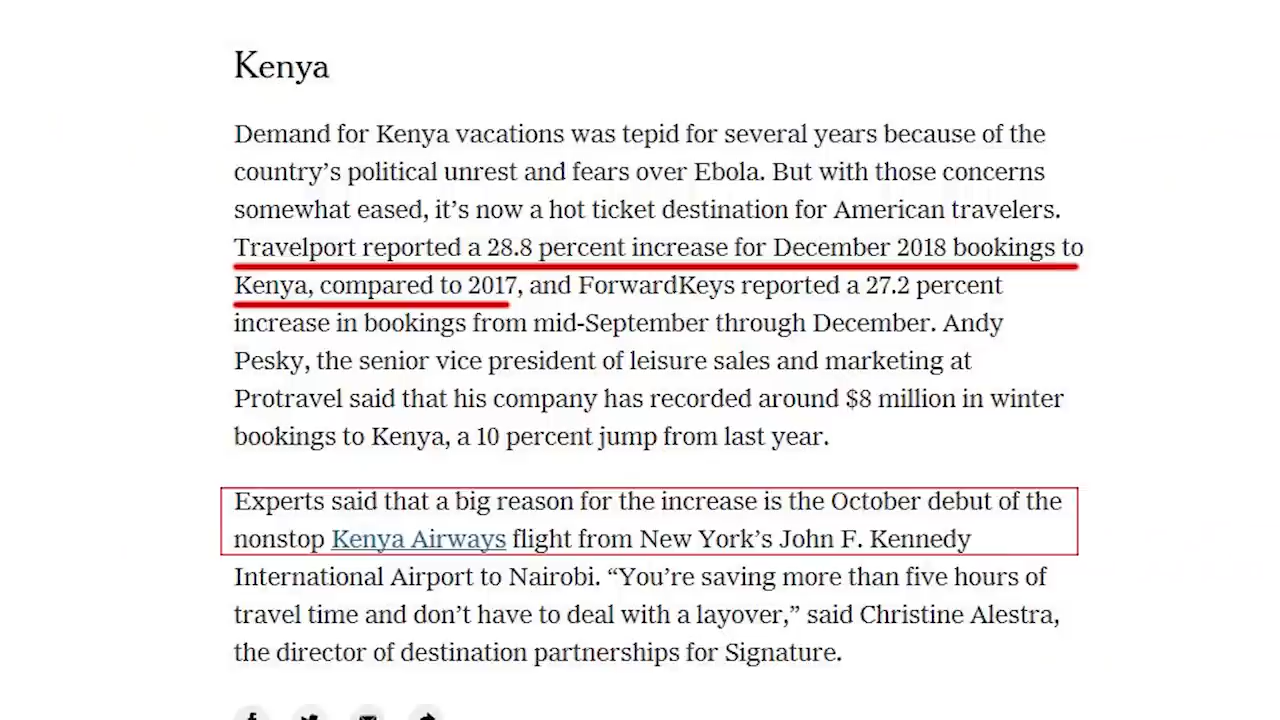 Kenya
Demand for Kenya vacations was tepid for several years because of the
country’s political unrest and fears over Ebola. But with those concerns
somewhat eased, it’s now a hot ticket destination for American travelers.
Travelport reported a 28.8 percent increase for December 2018 bookings to
Kenya, compared to 2017, and ForwardKeys reported a 27.2 percent
increase in bookings from mid-September through December. Andy
Pesky, the senior vice president of leisure sales and marketing at
Protravel said that his company has recorded around $8 million in winter
bookings to Kenya, a 10 percent jump from last year.
Experts said that a big reason for the increase is the October debut of the
nonstop Kenya Airways flight from New York’s John F. Kennedy
International Airport to Nairobi. “You’re saving more than five hours of
travel time and don’t have to deal with a layover,” said Christine Alestra,
the director of destination partnerships for Signature.